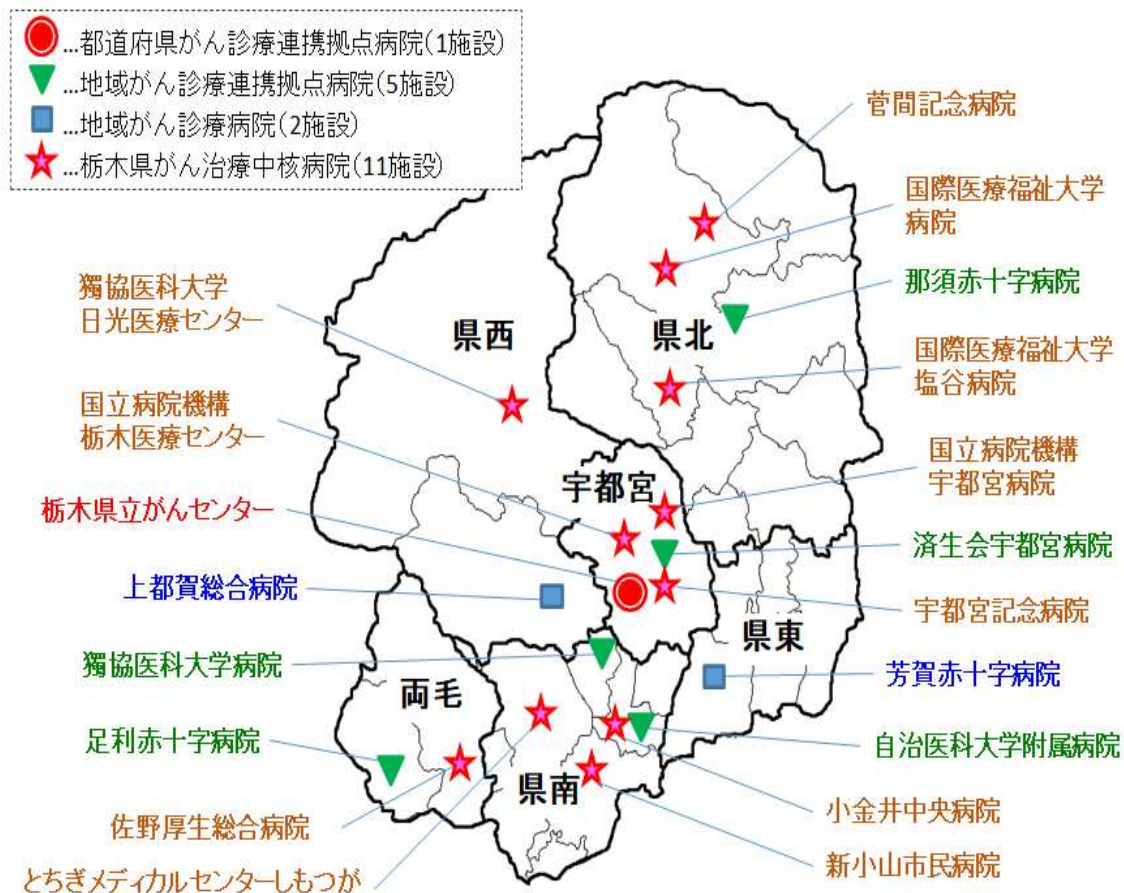 …都道府県がん診療連携拠点病院(1施設)
…地域がん診療連携拠点病院(5施設)
…地域がん診療病院(2施設)
…栃木県がん治療中核病院(11施設)
菅間記念病院
国際医療福祉大学
病院
那須赤十字病院
獨協医科大学
日光医療センター
県西
県北
国際医療福祉大学
塩谷病院
国立病院機構
栃木医療センター
宇都宮
国立病院機構
宇都宮病院
栃木県立がんセンター
済生会宇都宮病院
上都賀総合病院
宇都宮記念病院
県東
獨協医科大学病院
芳賀赤十字病院
両毛
足利赤十字病院
自治医科大学附属病院
県南
佐野厚生総合病院
小金井中央病院
とちぎメディカルセンターしもつが
新小山市民病院